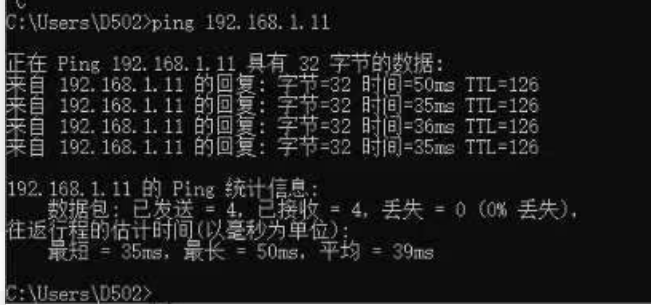 C:\Users\D502>ping 192.168.1.11
正在 Ping 192.168.1.11 具有 32 字节的数据:
来自 192.168.1.11 的回复: 字节=32 时间=50ms TTL=126
来自 192.168.1.11 的回复: 字节=32 时间=35ms TTL=126
来自 192.168.1.11 的回复: 字节=32 时间=36ms TTL=126
来自 192.168.1.11 的回复: 字节=32 时间=35ms TTL=126
192.168.1.11 的 Ping 统计信息:
数据包: 已发送 = 4，已接收 = 4，丢失 = 0 (0% 丢失)，
往返行程的估计时间(以毫秒为单位):
最短 = 35ms，最长 = 50ms，平均 = 39ms
C:\Users\D502>